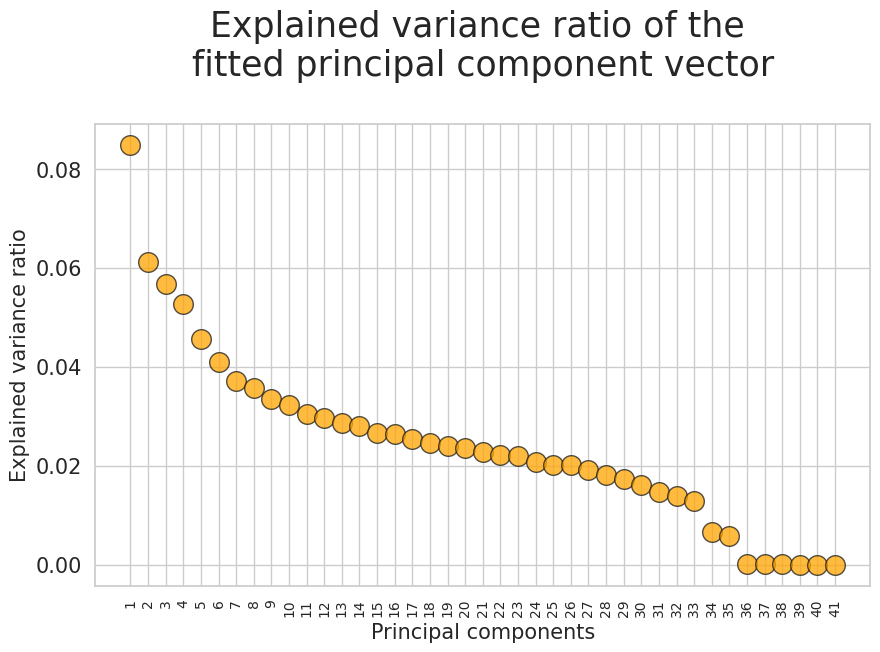 Explained variance ratio of the
fitted principal component vector
Explained variance ratio
0.08
0.06
0.04
0.02
0.00
1 2 3 4 5 6 7 8 9 10 11 12 13 14 15 16 17 18 19 20 21 22 23 24 25 26 27 28 29 30 31 32 33 34 35 36 37 38 39 40 41
Principal components